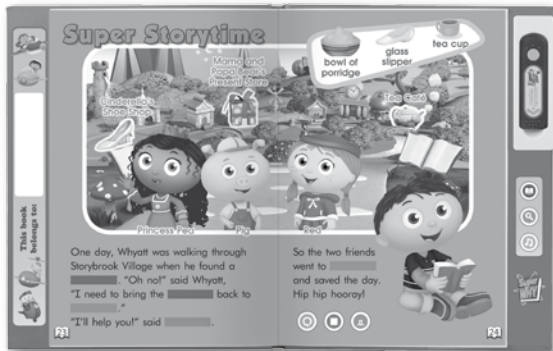 Super Storytime
Mama and
Papa Bear's
Present Store
bowl of
porridge
glass
slipper
tea cup
Cinderella's
Shoe Shop
Tea Café
Princess Pea
Pig
Red
One day, Whyatt was walking through
Storybrook Village when he found a
. "Oh no!" said Whyatt,
"I need to bring the back to
."
"I'll help you!" said .
So the two friends
went to
and saved the day.
Hip hip hooray!
This book
belongs to:
23
24